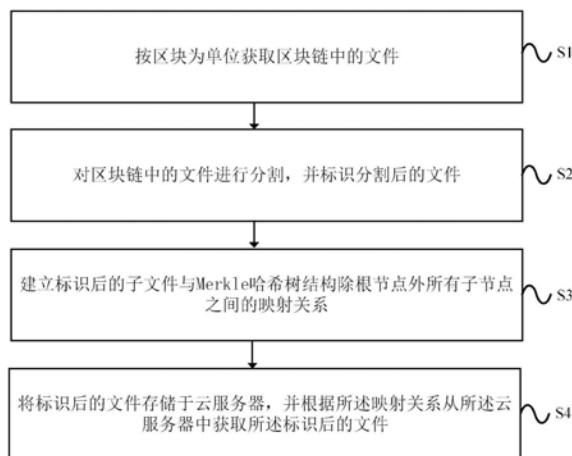 按区块为单位获取区块链中的文件
S1
对区块链中的文件进行分割，并标识分割后的文件
S2
建立标识后的子文件与Merkle哈希树结构除根节点外所有子节点
之间的映射关系
S3
将标识后的文件存储于云服务器，并根据所述映射关系从所述云
服务器中获取所述标识后的文件
S4